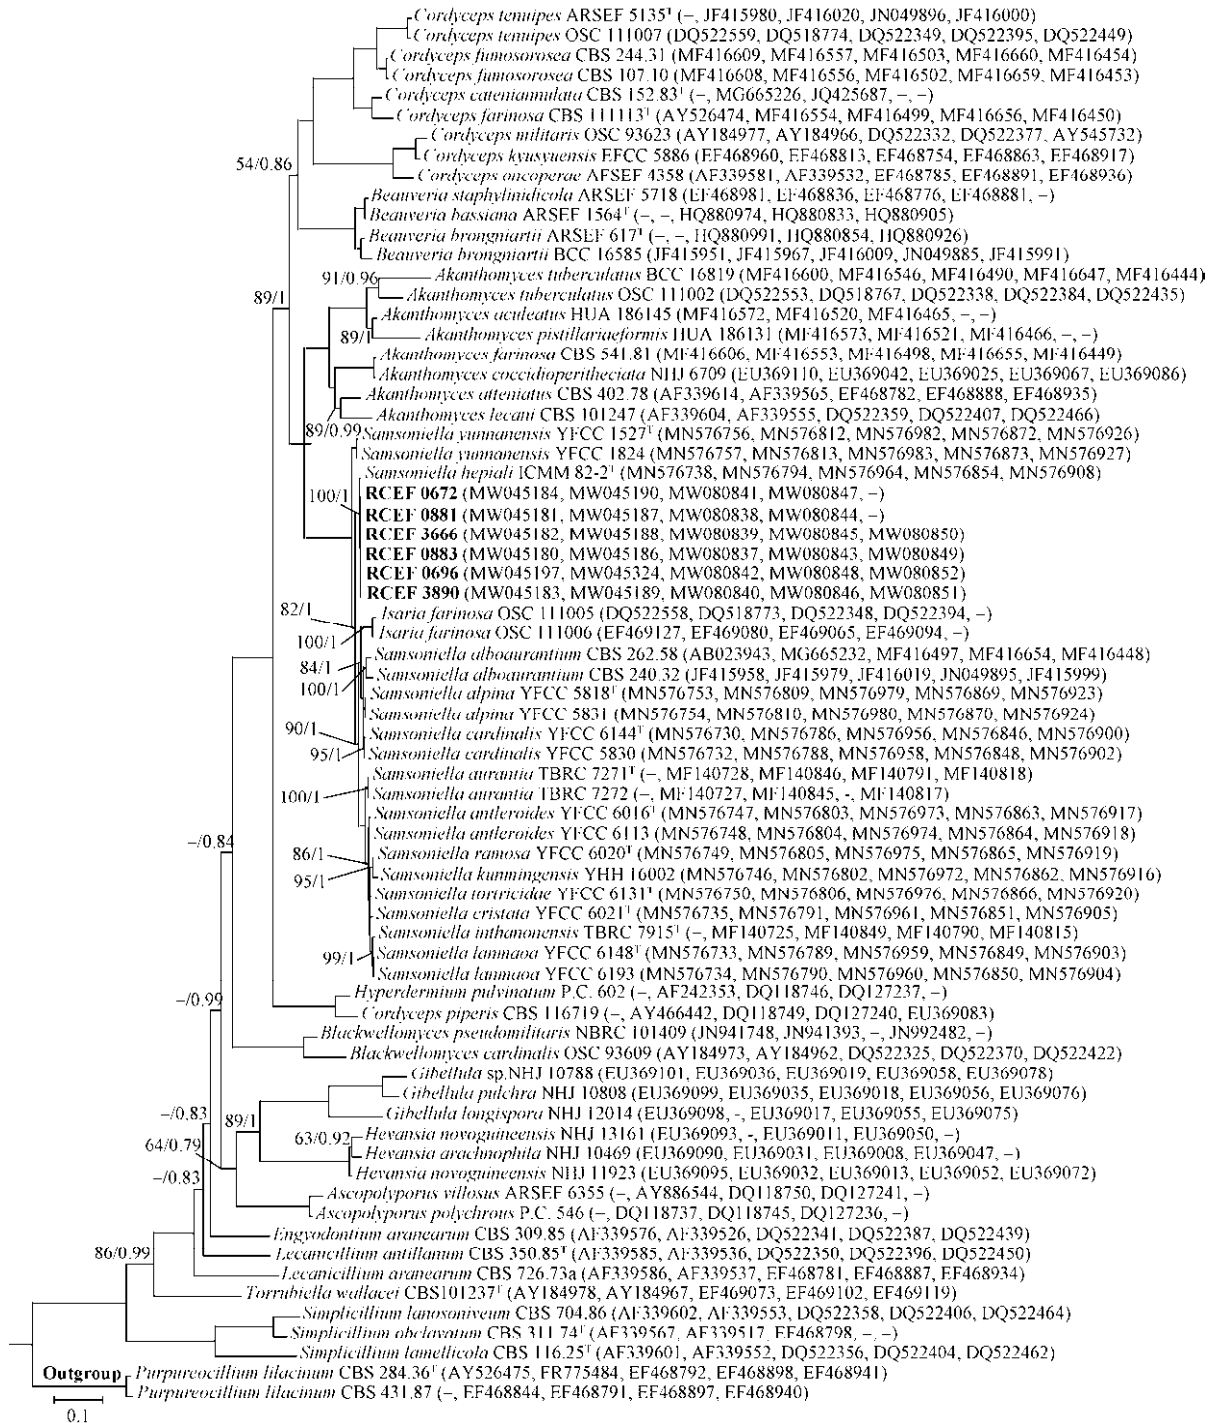 Cordyceps tenuipes ARSEF 5135ᵀ (–, JF415980, JF416020, JN049896, JF416000)
Cordyceps tenuipes OSC 111007 (DQ522559, DQ518774, DQ522349, DQ522395, DQ522449)
Cordyceps fumosorosea CBS 244.31 (MF416609, MF416557, MF416503, MF416660, MF416454)
Cordyceps fumosorosea CBS 107.10 (MF416608, MF416556, MF416502, MF416659, MF416453)
Cordyceps cateniannulata CBS 152.83ᵀ (–, MG665226, JQ425687, –, –)
Cordyceps farinosa CBS 111113ᵀ (AY526474, MF416554, MF416499, MF416656, MF416450)
Cordyceps militaris OSC 93623 (AY184977, AY184966, DQ522332, DQ522377, AY545732)
Cordyceps kyusyuensis EFCC 5886 (EF468960, EF468813, EF468754, EF468863, EF468917)
54/0.86
Cordyceps oncoperae AFSEF 4358 (AF339581, AF339532, EF468785, EF468891, EF468936)
Beauveria staphylinidicola ARSEF 5718 (EF468981, EF468836, EF468776, EF468881, –)
Beauveria bassiana ARSEF 1564ᵀ (–, –, HQ880974, HQ880833, HQ880905)
Beauveria brongniartii ARSEF 617ᵀ (–, –, HQ880991, HQ880854, HQ880926)
Beauveria brongniartii BCC 16585 (JF415951, JF415967, JF416009, JN049885, JF415991)
91/0.96
Akanthomyces tuberculatus BCC 16819 (MF416600, MF416546, MF416490, MF416647, MF416444)
89/1
Akanthomyces tuberculatus OSC 111002 (DQ522553, DQ518767, DQ522338, DQ522384, DQ522435)
Akanthomyces aculeatus HUA 186145 (MF416572, MF416520, MF416465, –, –)
89/1
Akanthomyces pistillariaeformis HUA 186131 (MF416573, MF416521, MF416466, –, –)
Akanthomyces farinosa CBS 541.81 (MF416606, MF416553, MF416498, MF416655, MF416449)
Akanthomyces coccidioperitheciata NHJ 6709 (EU369110, EU369042, EU369025, EU369067, EU369086)
Akanthomyces atteniatus CBS 402.78 (AF339614, AF339565, EF468782, EF468888, EF468935)
Akanthomyces lecani CBS 101247 (AF339604, AF339555, DQ522359, DQ522407, DQ522466)
89/0.99
Samsoniella yunnanensis YFCC 1527ᵀ (MN576756, MN576812, MN576982, MN576872, MN576926)
Samsoniella yunnanensis YFCC 1824 (MN576757, MN576813, MN576983, MN576873, MN576927)
Samsoniella hepiali ICMM 82-2ᵀ (MN576738, MN576794, MN576964, MN576854, MN576908)
100/1
RCEF 0672 (MW045184, MW045190, MW080841, MW080847, –)
RCEF 0881 (MW045181, MW045187, MW080838, MW080844, –)
RCEF 3666 (MW045182, MW045188, MW080839, MW080845, MW080850)
RCEF 0883 (MW045180, MW045186, MW080837, MW080843, MW080849)
RCEF 0696 (MW045197, MW045324, MW080842, MW080848, MW080852)
RCEF 3890 (MW045183, MW045189, MW080840, MW080846, MW080851)
82/1
Isaria farinosa OSC 111005 (DQ522558, DQ518773, DQ522348, DQ522394, –)
100/1
Isaria farinosa OSC 111006 (EF469127, EF469080, EF469065, EF469094, –)
Samsoniella alboaurantium CBS 262.58 (AB023943, MG665232, MF416497, MF416654, MF416448)
84/1
Samsoniella alboaurantium CBS 240.32 (JF415958, JF415979, JF416019, JN049895, JF415999)
100/1
Samsoniella alpina YFCC 5818ᵀ (MN576753, MN576809, MN576979, MN576869, MN576923)
Samsoniella alpina YFCC 5831 (MN576754, MN576810, MN576980, MN576870, MN576924)
90/1
Samsoniella cardinalis YFCC 6144ᵀ (MN576730, MN576786, MN576956, MN576846, MN576900)
95/1
Samsoniella cardinalis YFCC 5830 (MN576732, MN576788, MN576958, MN576848, MN576902)
Samsoniella aurantia TBRC 7271ᵀ (–, MF140728, MF140846, MF140791, MF140818)
100/1
Samsoniella aurantia TBRC 7272 (–, MF140727, MF140845, -, MF140817)
Samsoniella antleroides YFCC 6016ᵀ (MN576747, MN576803, MN576973, MN576863, MN576917)
Samsoniella antleroides YFCC 6113 (MN576748, MN576804, MN576974, MN576864, MN576918)
–/0.84
86/1
Samsoniella ramosa YFCC 6020ᵀ (MN576749, MN576805, MN576975, MN576865, MN576919)
95/1
Samsoniella kunmingensis YHH 16002 (MN576746, MN576802, MN576972, MN576862, MN576916)
Samsoniella tortricidae YFCC 6131ᵀ (MN576750, MN576806, MN576976, MN576866, MN576920)
Samsoniella cristata YFCC 6021ᵀ (MN576735, MN576791, MN576961, MN576851, MN576905)
Samsoniella inthanonensis TBRC 7915ᵀ (–, MF140725, MF140849, MF140790, MF140815)
99/1
Samsoniella lanmaoa YFCC 6148ᵀ (MN576733, MN576789, MN576959, MN576849, MN576903)
Samsoniella lanmaoa YFCC 6193 (MN576734, MN576790, MN576960, MN576850, MN576904)
–/0.99
Hyperdermium pulvinatum P.C. 602 (–, AF242353, DQ118746, DQ127237, –)
Cordyceps piperis CBS 116719 (–, AY466442, DQ118749, DQ127240, EU369083)
Blackwellomyces pseudomilitaris NBRC 101409 (JN941748, JN941393, –, JN992482, –)
Blackwellomyces cardinalis OSC 93609 (AY184973, AY184962, DQ522325, DQ522370, DQ522422)
Gibellula sp.NHJ 10788 (EU369101, EU369036, EU369019, EU369058, EU369078)
Gibellula pulchra NHJ 10808 (EU369099, EU369035, EU369018, EU369056, EU369076)
–/0.83
89/1
Gibellula longispora NHJ 12014 (EU369098, -, EU369017, EU369055, EU369075)
63/0.92
Hevansia novoguineensis NHJ 13161 (EU369093, -, EU369011, EU369050, –)
64/0.79
Hevansia arachnophila NHJ 10469 (EU369090, EU369031, EU369008, EU369047, –)
–/0.83
Hevansia novoguineensis NHJ 11923 (EU369095, EU369032, EU369013, EU369052, EU369072)
Ascopolyporus villosus ARSEF 6355 (–, AY886544, DQ118750, DQ127241, –)
Ascopolyporus polychrous P.C. 546 (–, DQ118737, DQ118745, DQ127236, –)
Engyodontium aranearum CBS 309.85 (AF339576, AF339526, DQ522341, DQ522387, DQ522439)
86/0.99
Lecanicillium antillanum CBS 350.85ᵀ (AF339585, AF339536, DQ522350, DQ522396, DQ522450)
Lecanicillium aranearum CBS 726.73a (AF339586, AF339537, EF468781, EF468887, EF468934)
Torrubiella wallacei CBS101237ᵀ (AY184978, AY184967, EF469073, EF469102, EF469119)
Simplicillium lanosoniveum CBS 704.86 (AF339602, AF339553, DQ522358, DQ522406, DQ522464)
Simplicillium obclavatum CBS 311.74ᵀ (AF339567, AF339517, EF468798, –, –)
Simplicillium lamellicola CBS 116.25ᵀ (AF339601, AF339552, DQ522356, DQ522404, DQ522462)
Outgroup
Purpureocillium lilacinum CBS 284.36ᵀ (AY526475, FR775484, EF468792, EF468898, EF468941)
Purpureocillium lilacinum CBS 431.87 (–, EF468844, EF468791, EF468897, EF468940)
0.1